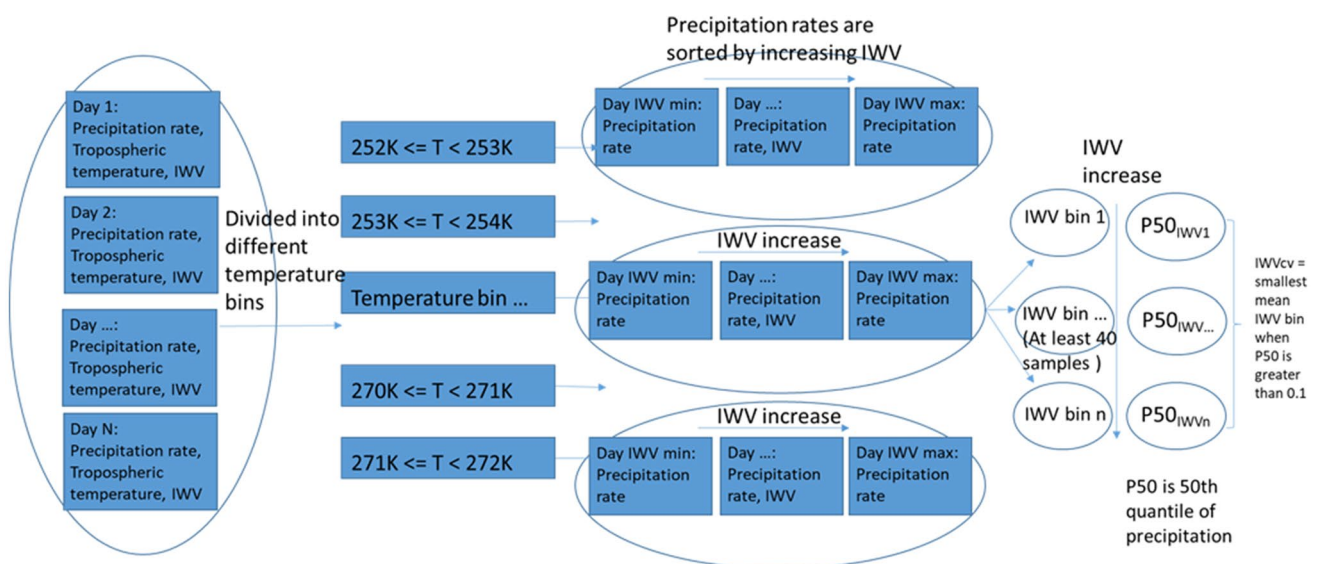 Precipitation rates are
sorted by increasing IWV
Day 1:
Precipitation rate,
Tropospheric
temperature, IWV
Day 2:
Precipitation rate,
Tropospheric
temperature, IWV
Day ...:
Precipitation rate,
Tropospheric
temperature, IWV
Day N:
Precipitation rate,
Tropospheric
temperature, IWV
Divided into
different
temperature
bins
252K <= T < 253K
253K <= T < 254K
Temperature bin ...
270K <= T < 271K
271K <= T < 272K
Day IWV min:
Precipitation
rate
Day ...:
Precipitation
rate, IWV
Day IWV max:
Precipitation
rate
IWV increase
Day IWV min:
Precipitation
rate
Day ...:
Precipitation
rate, IWV
Day IWV max:
Precipitation
rate
IWV increase
Day IWV min:
Precipitation
rate
Day ...:
Precipitation
rate, IWV
Day IWV max:
Precipitation
rate
IWV
increase
IWV bin 1
IWV bin ...
(At least 40
samples )
IWV bin n
P50IWV1
P50IWV...
P50IWVn
IWVcv =
smallest
mean
IWV bin
when
P50 is
greater
than 0.1
P50 is 50th
quantile of
precipitation